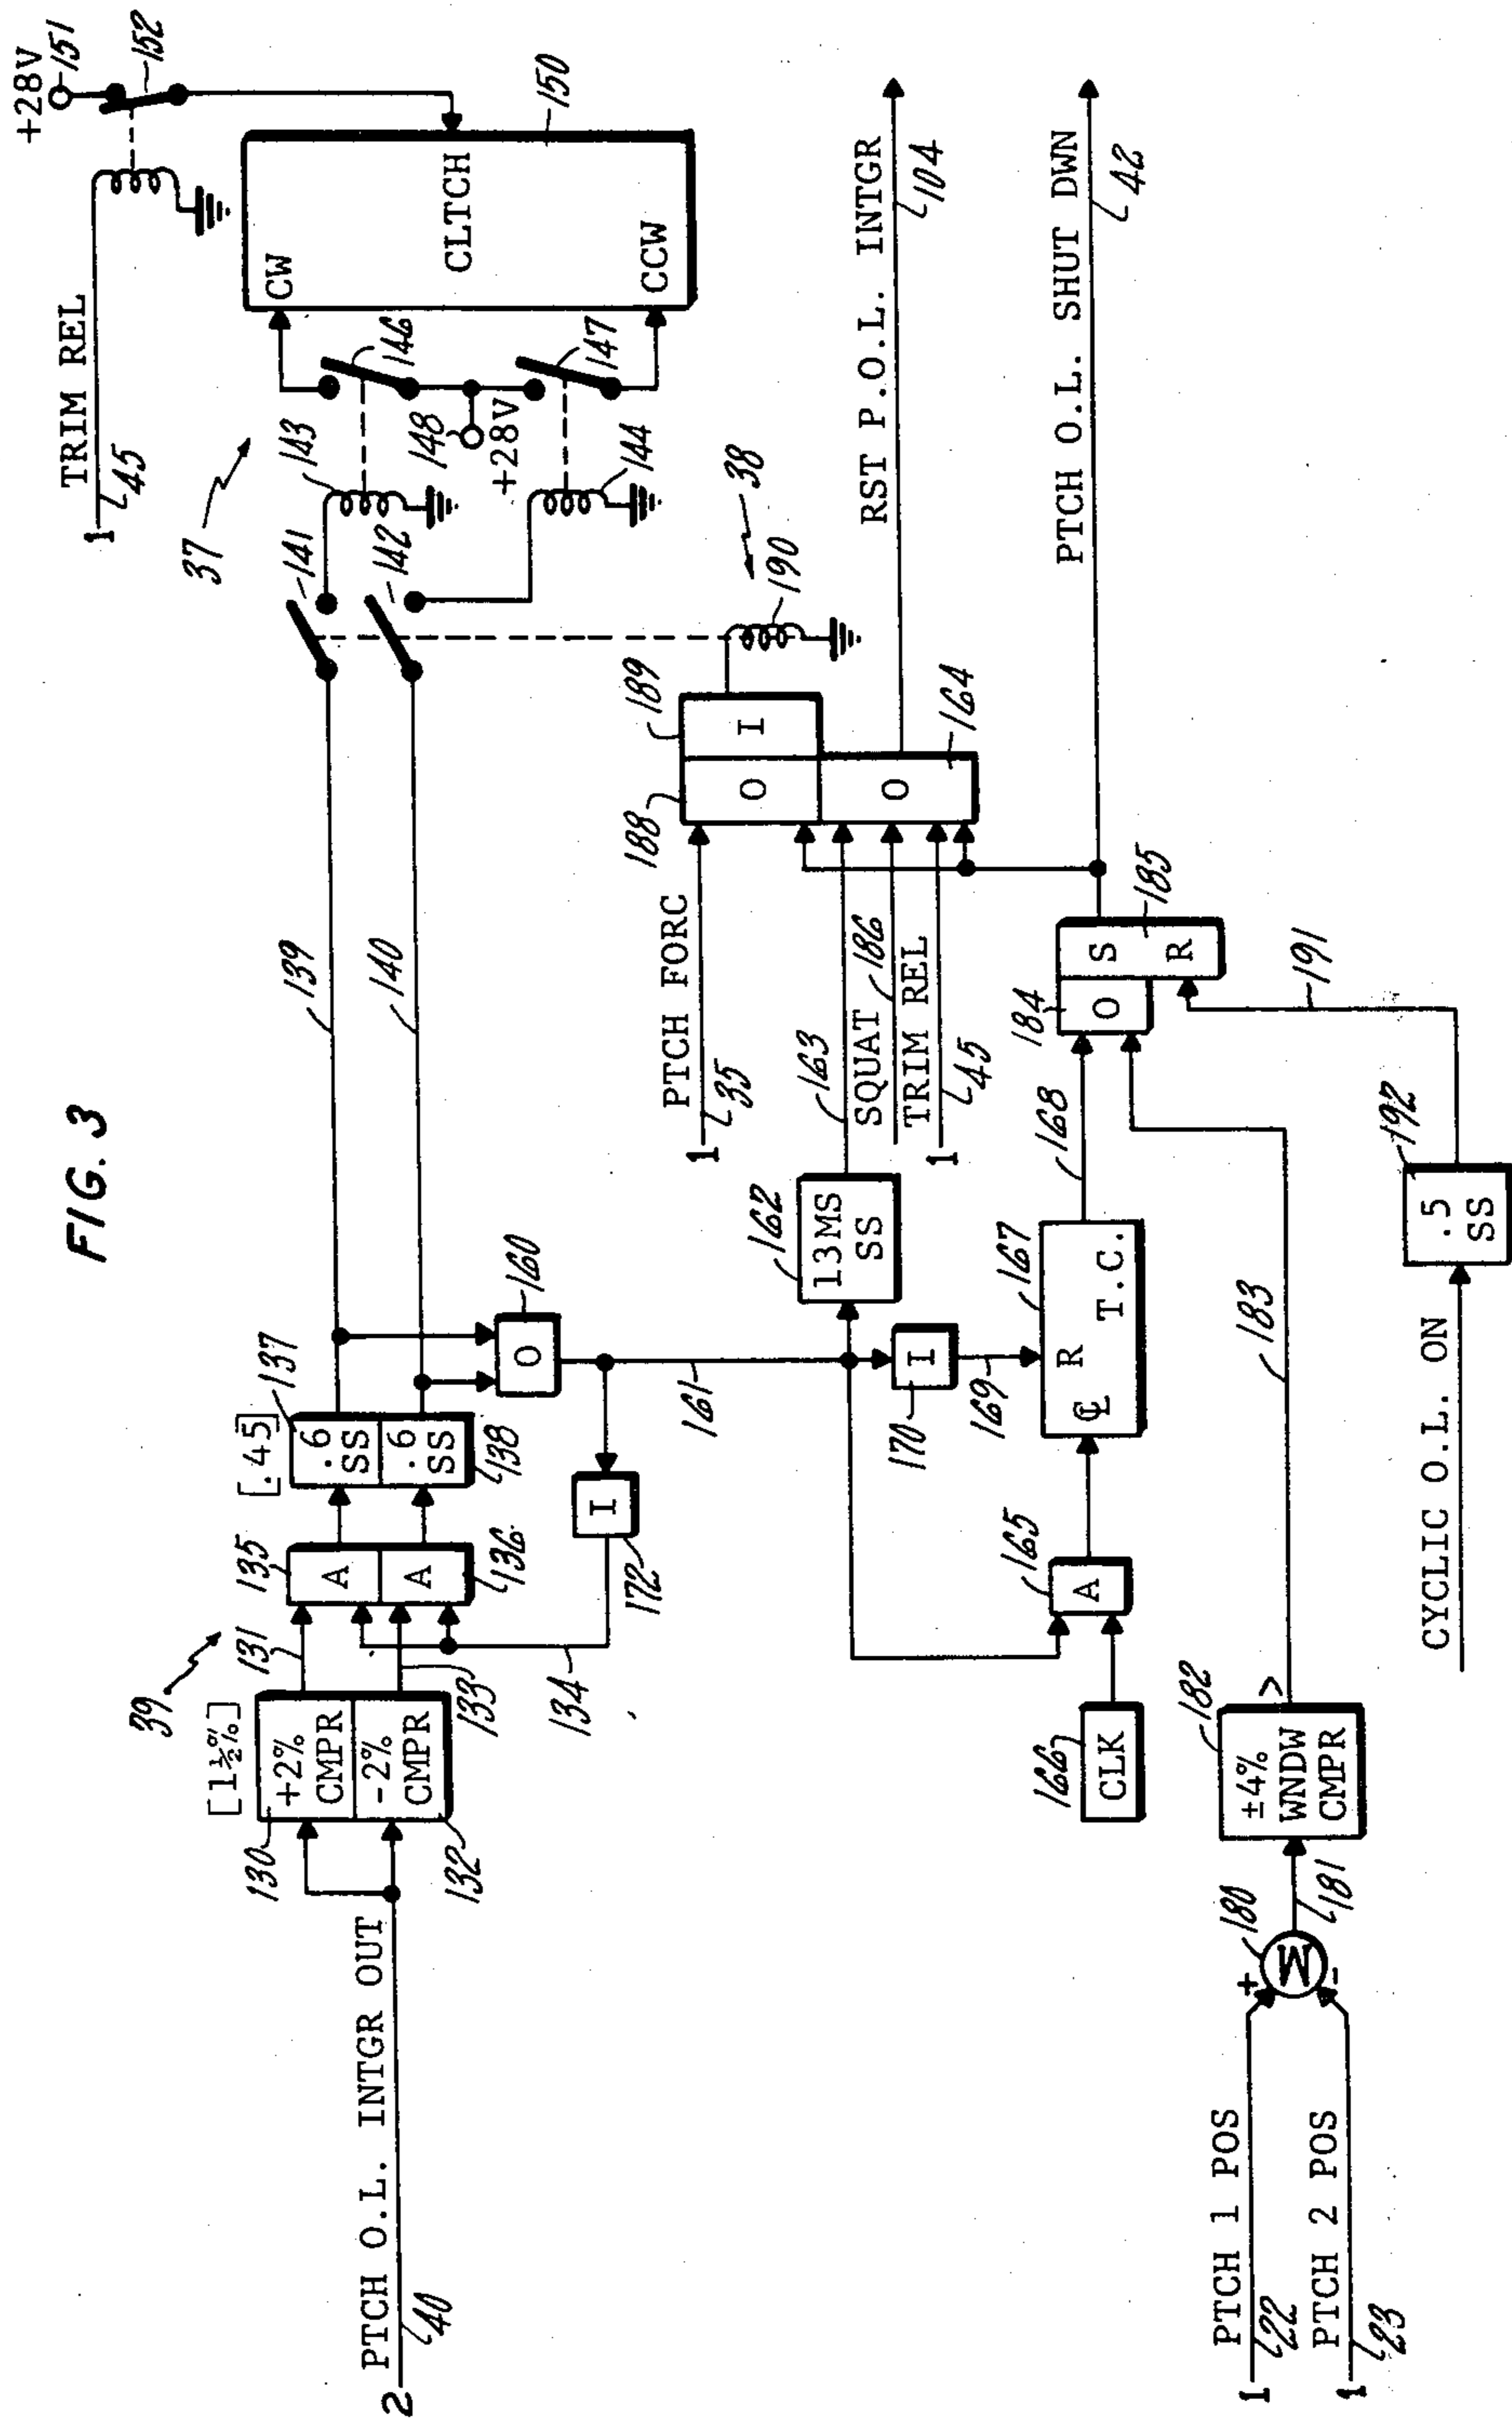 FIG. 3
2 PTCH O.L. INTGR OUT
40
39
[1½%]
130
+2%
CMPR
131
-2%
CMPR
132
133
134
135
A
A
136
[.45]
137
.6
SS
.6
SS
138
139
140
O
160
I
172
161
37
141
142
143
144
146
147
148
+28V
1 TRIM REL
45
+28V
151
152
CW
CLTCH
CCW
150
1 PTCH FORC
35
188
O
I
189
38
190
13MS
SS
162
163
SQUAT
186
1 TRIM REL
45
O
164
RST P.O.L. INTGR
104
I
170
169
R
℄ T.C.
167
168
165
A
166
CLK
184
O
S
R
185
PTCH O.L. SHUT DWN
42
1 PTCH 1 POS
22
1 PTCH 2 POS
23
+
-
Σ
180
181
±4%
WNDW
CMPR
182
>
183
CYCLIC O.L. ON
.5
SS
192
191